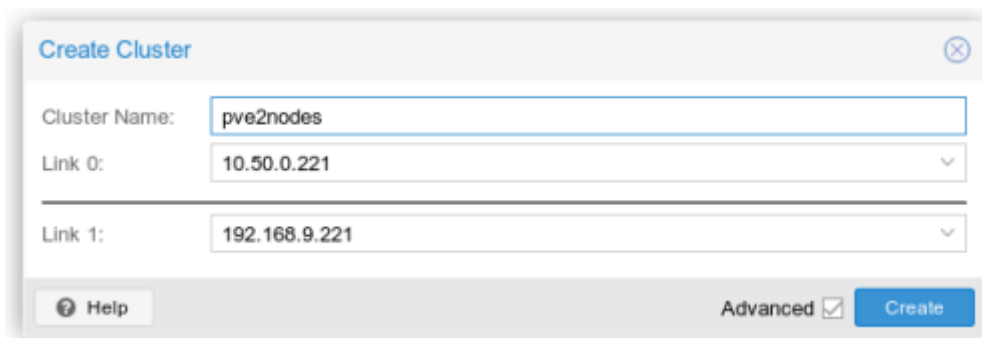 Create Cluster
Cluster Name: pve2nodes
Link 0: 10.50.0.221
Link 1: 192.168.9.221
Help Advanced Create